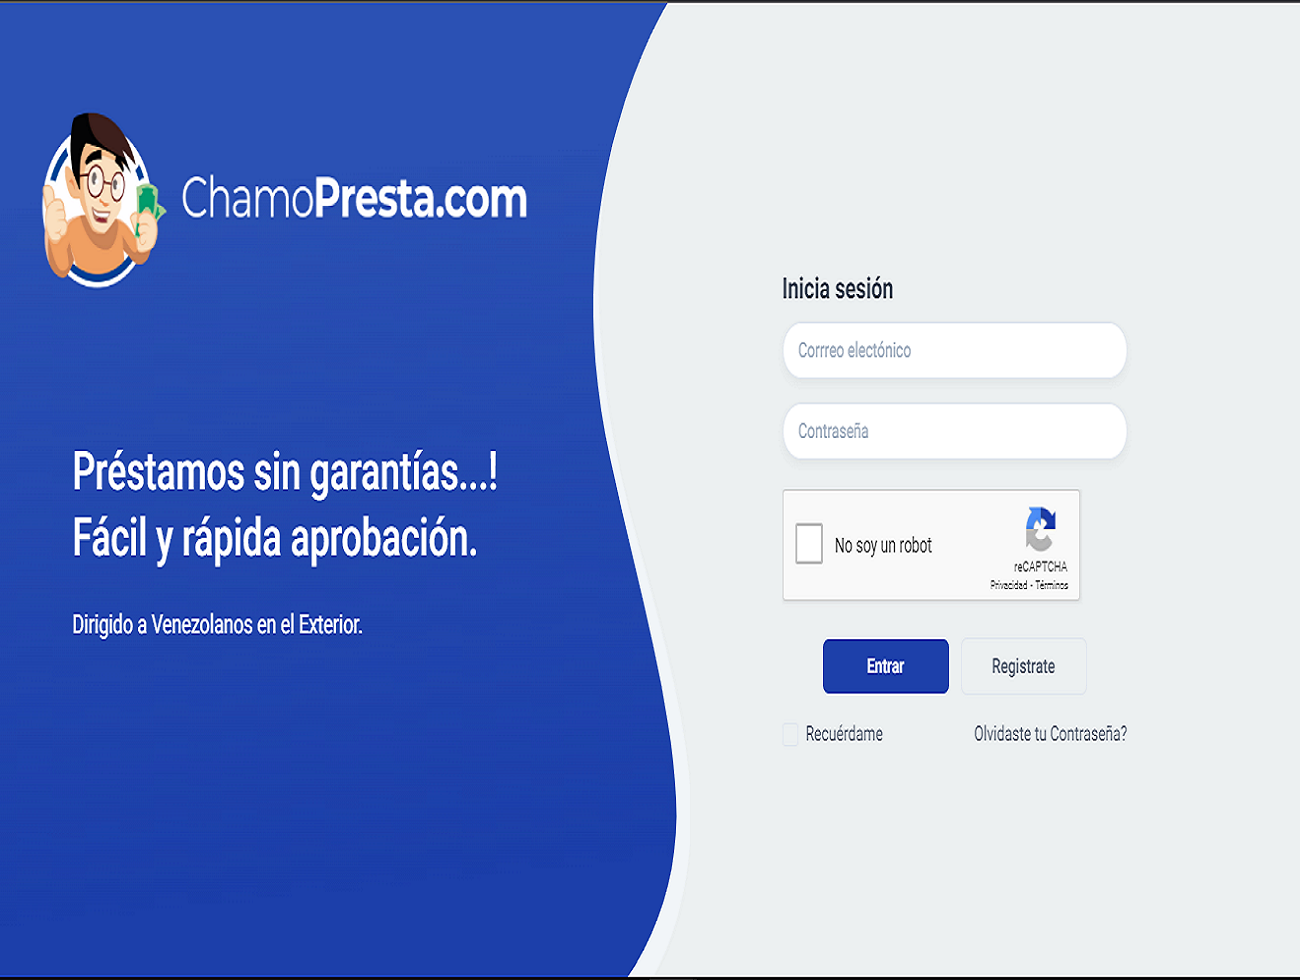 ChamoPresta.com
Préstamos sin garantías...!
Fácil y rápida aprobación.
Dirigido a Venezolanos en el Exterior.
Inicia sesión
Corrreo electónico
Contraseña
No soy un robot
reCAPTCHA
Privacidad - Términos
Entrar
Registrate
Recuérdame
Olvidaste tu Contraseña?